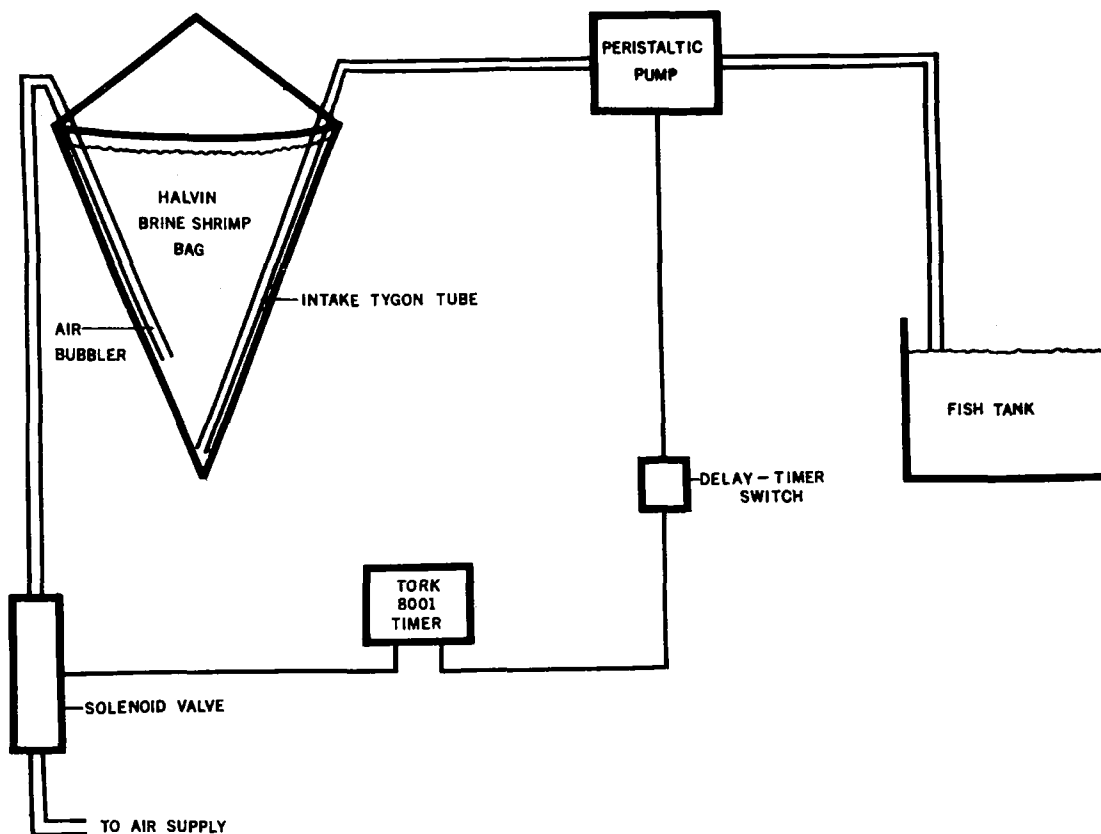 PERISTALTIC
PUMP
HALVIN
BRINE SHRIMP
BAG
INTAKE TYGON TUBE
AIR
BUBBLER
FISH TANK
DELAY-TIMER
SWITCH
TORK
8001
TIMER
SOLENOID VALVE
TO AIR SUPPLY